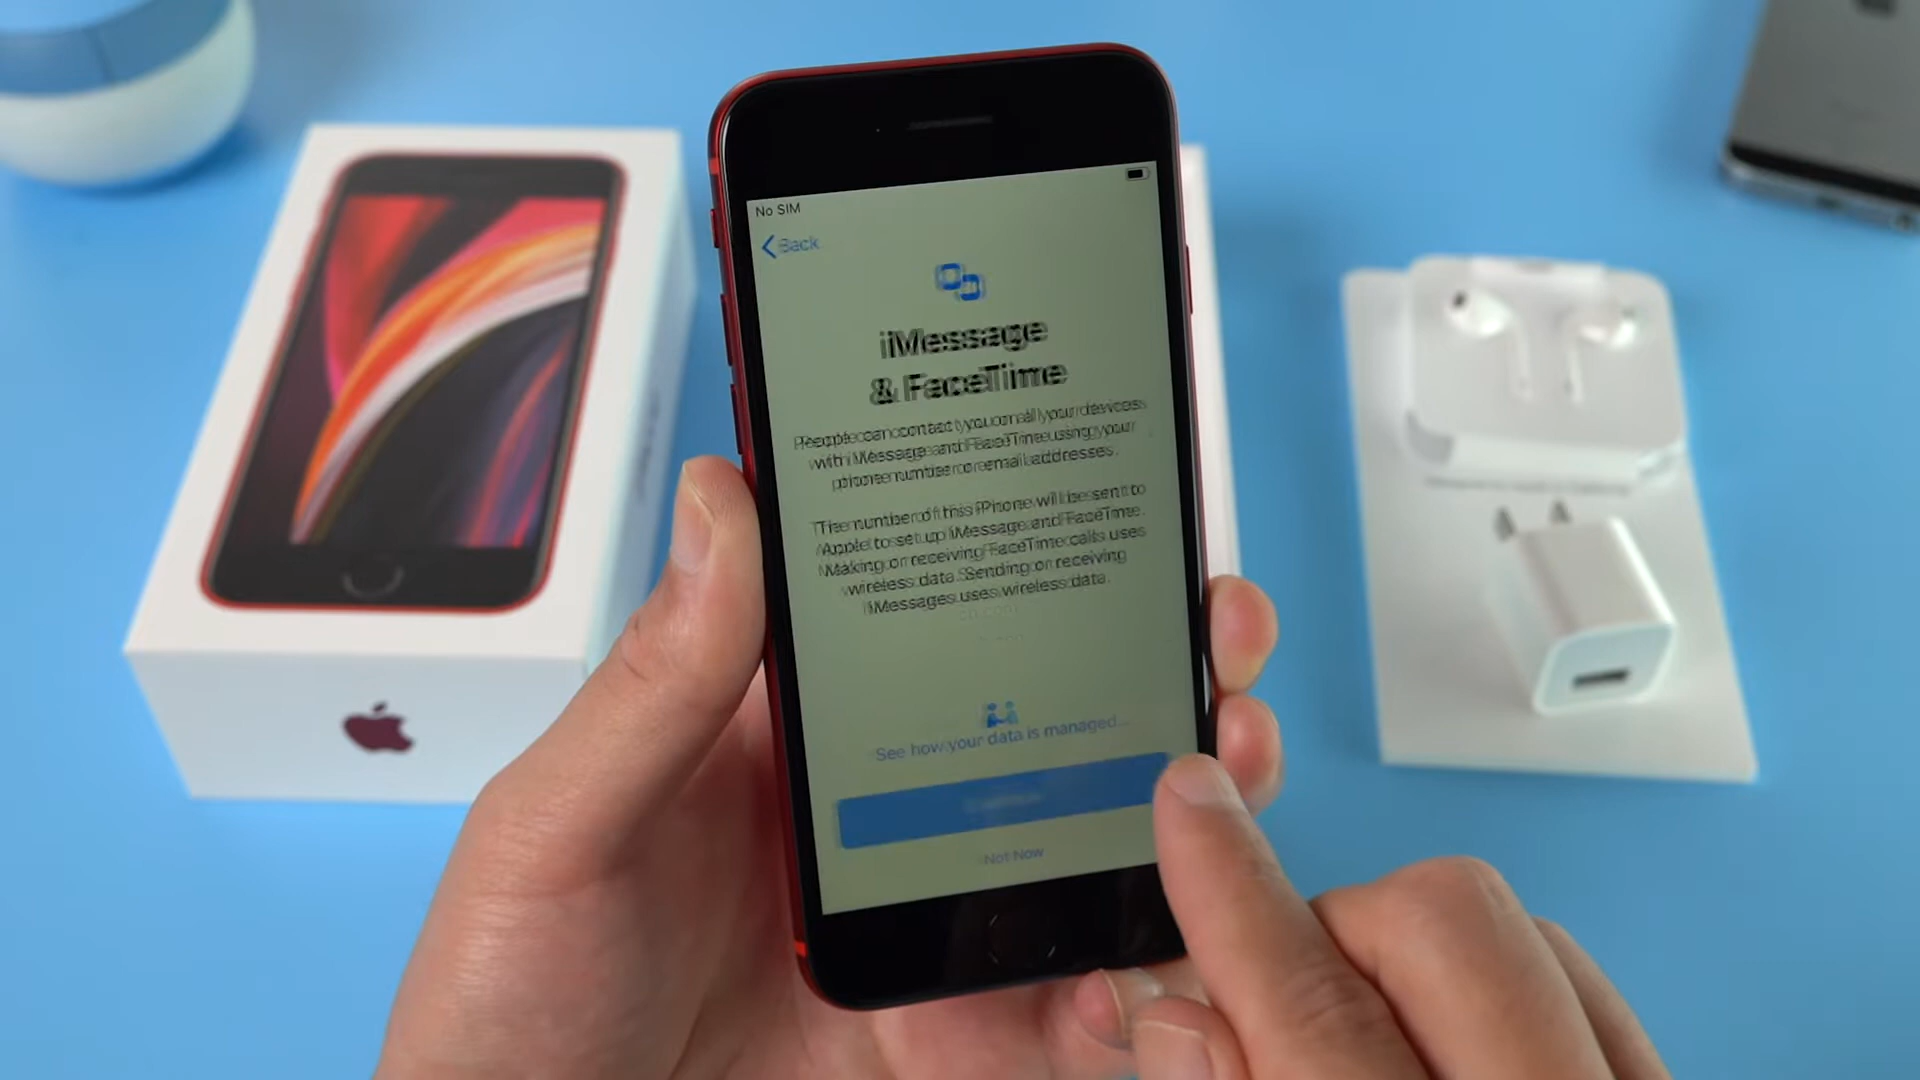 No SIM
Back
iMessage
& FaceTime
People can contact you on all your devices
with iMessage and FaceTime using your
phone number or email addresses.
The number of this iPhone will be sent to
Apple to set up iMessage and FaceTime.
Making or receiving FaceTime calls uses
wireless data. Sending or receiving
iMessages uses wireless data.
See how your data is managed...
Not Now